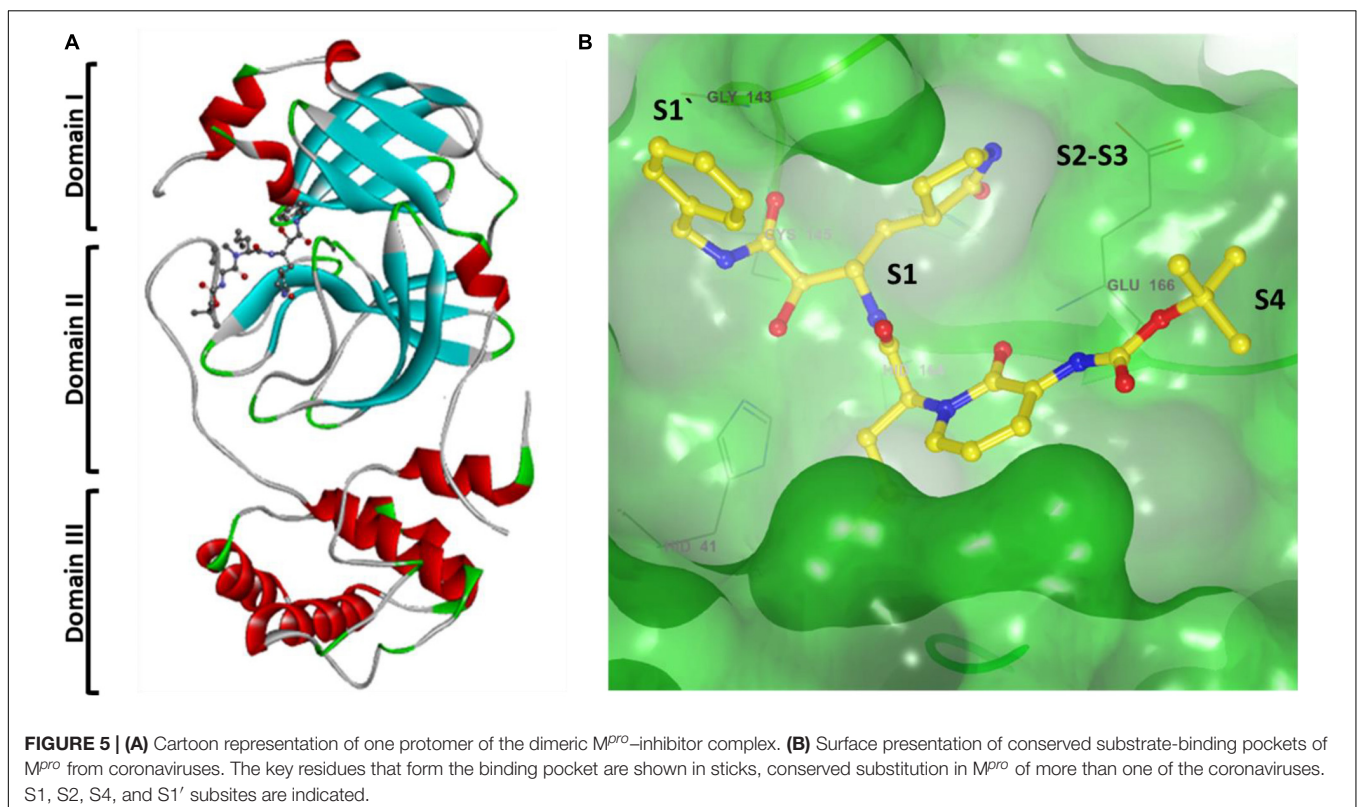 A
B
Domain I
Domain II
Domain III
S1`
GLY 143
S2-S3
CYS 145
S1
GLU 166
S4
HID 41
FIGURE 5 | (A) Cartoon representation of one protomer of the dimeric Mpro–inhibitor complex. (B) Surface presentation of conserved substrate-binding pockets of
Mpro from coronaviruses. The key residues that form the binding pocket are shown in sticks, conserved substitution in Mpro of more than one of the coronaviruses.
S1, S2, S4, and S1′ subsites are indicated.